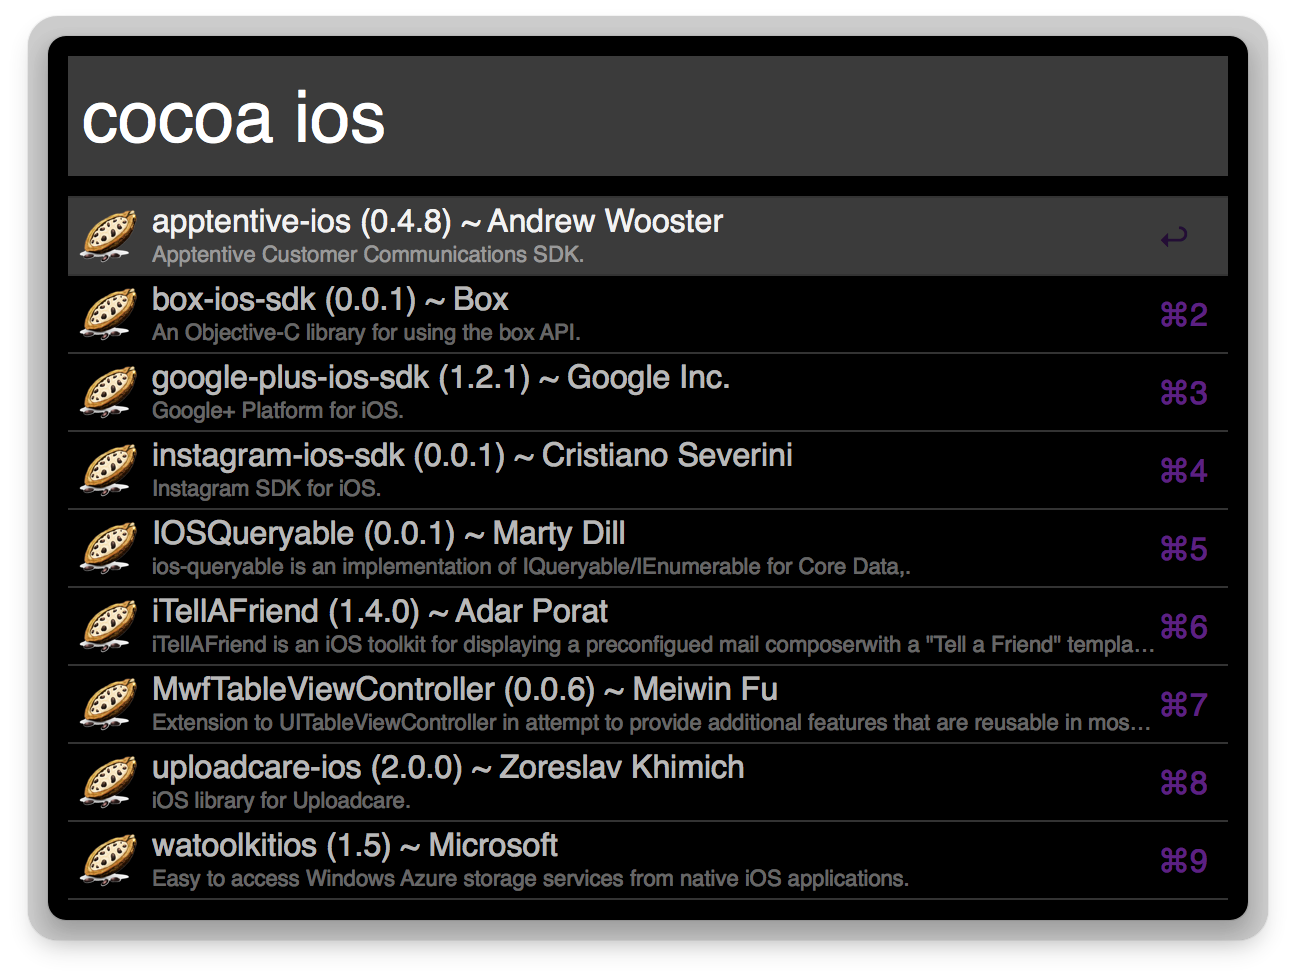 cocoa ios
apptentive-ios (0.4.8) ~ Andrew Wooster
Apptentive Customer Communications SDK.
↩
box-ios-sdk (0.0.1) ~ Box
An Objective-C library for using the box API.
⌘2
google-plus-ios-sdk (1.2.1) ~ Google Inc.
Google+ Platform for iOS.
⌘3
instagram-ios-sdk (0.0.1) ~ Cristiano Severini
Instagram SDK for iOS.
⌘4
IOSQueryable (0.0.1) ~ Marty Dill
ios-queryable is an implementation of IQueryable/IEnumerable for Core Data,.
⌘5
iTellAFriend (1.4.0) ~ Adar Porat
iTellAFriend is an iOS toolkit for displaying a preconfigued mail composerwith a "Tell a Friend" templa…
⌘6
MwfTableViewController (0.0.6) ~ Meiwin Fu
Extension to UITableViewController in attempt to provide additional features that are reusable in mos…
⌘7
uploadcare-ios (2.0.0) ~ Zoreslav Khimich
iOS library for Uploadcare.
⌘8
watoolkitios (1.5) ~ Microsoft
Easy to access Windows Azure storage services from native iOS applications.
⌘9